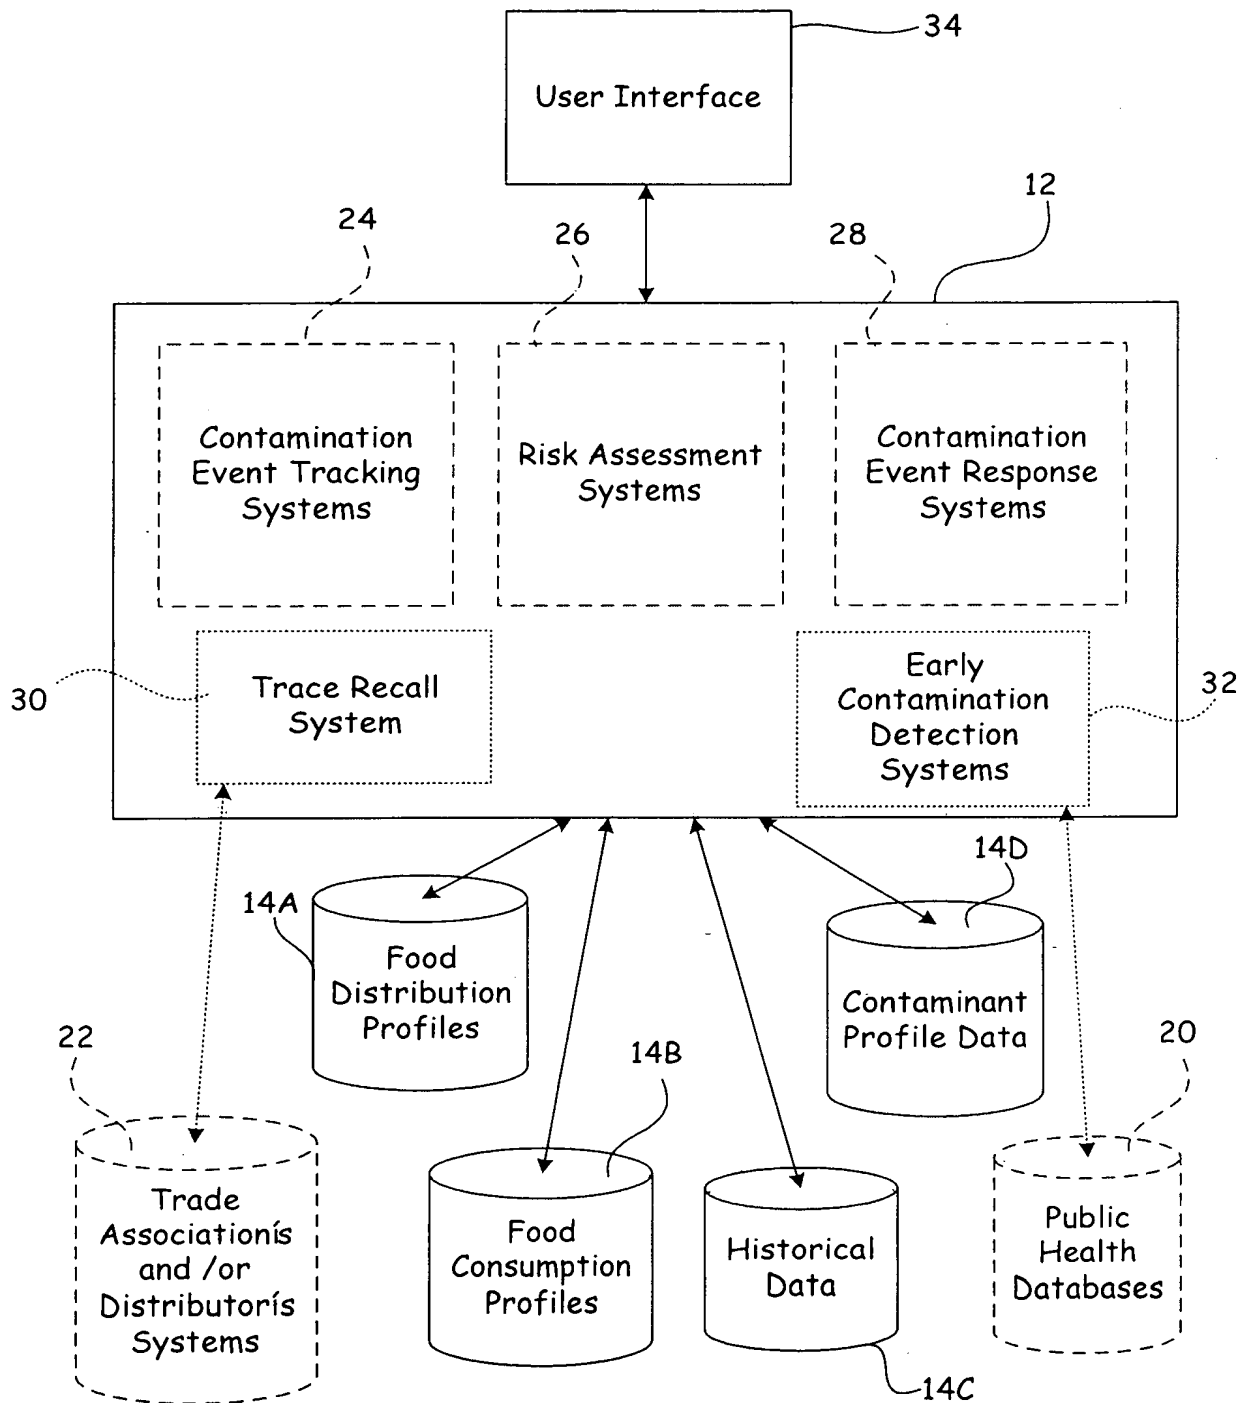 34
User Interface
12
24
26
28
Contamination
Event Tracking
Systems
Risk Assessment
Systems
Contamination
Event Response
Systems
30
Trace Recall
System
Early
Contamination
Detection
Systems
32
14A
Food
Distribution
Profiles
14D
Contaminant
Profile Data
22
Trade
Associationís
and /or
Distributorís
Systems
14B
Food
Consumption
Profiles
Historical
Data
14C
20
Public
Health
Databases